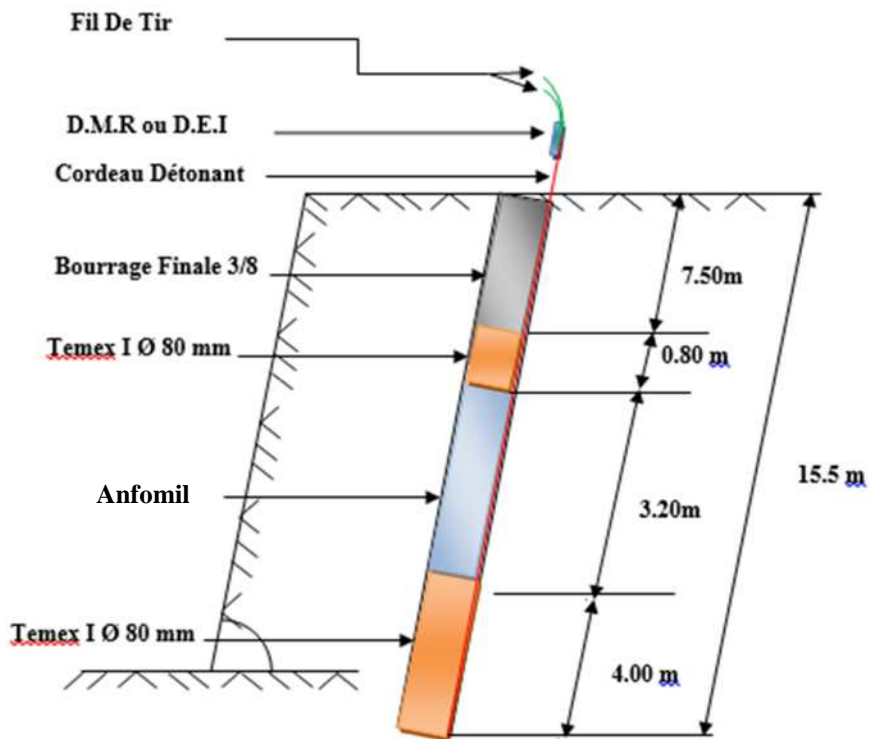 Fil De Tir
D.M.R ou D.E.I
Cordeau Détonant
Bourrage Finale 3/8
7.50m
Temex I Ø 80 mm
0.80 m
15.5 m
Anfomil
3.20m
Temex I Ø 80 mm
4.00 m